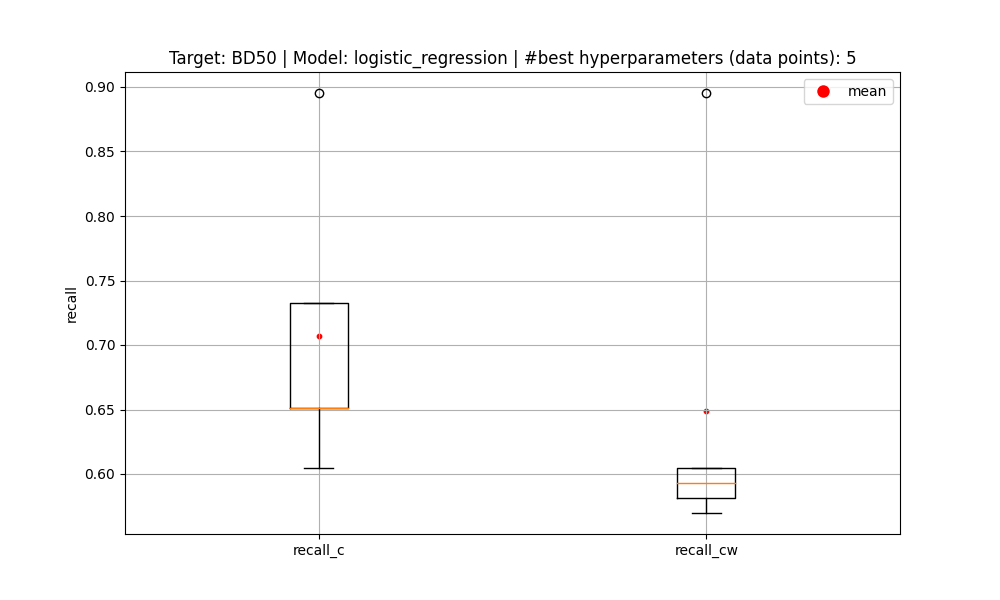 Target: BD50 | Model: logistic_regression | #best hyperparameters (data points): 5
mean
0.90
0.85
0.80
0.75
0.70
0.65
0.60
recall
recall_c
recall_cw